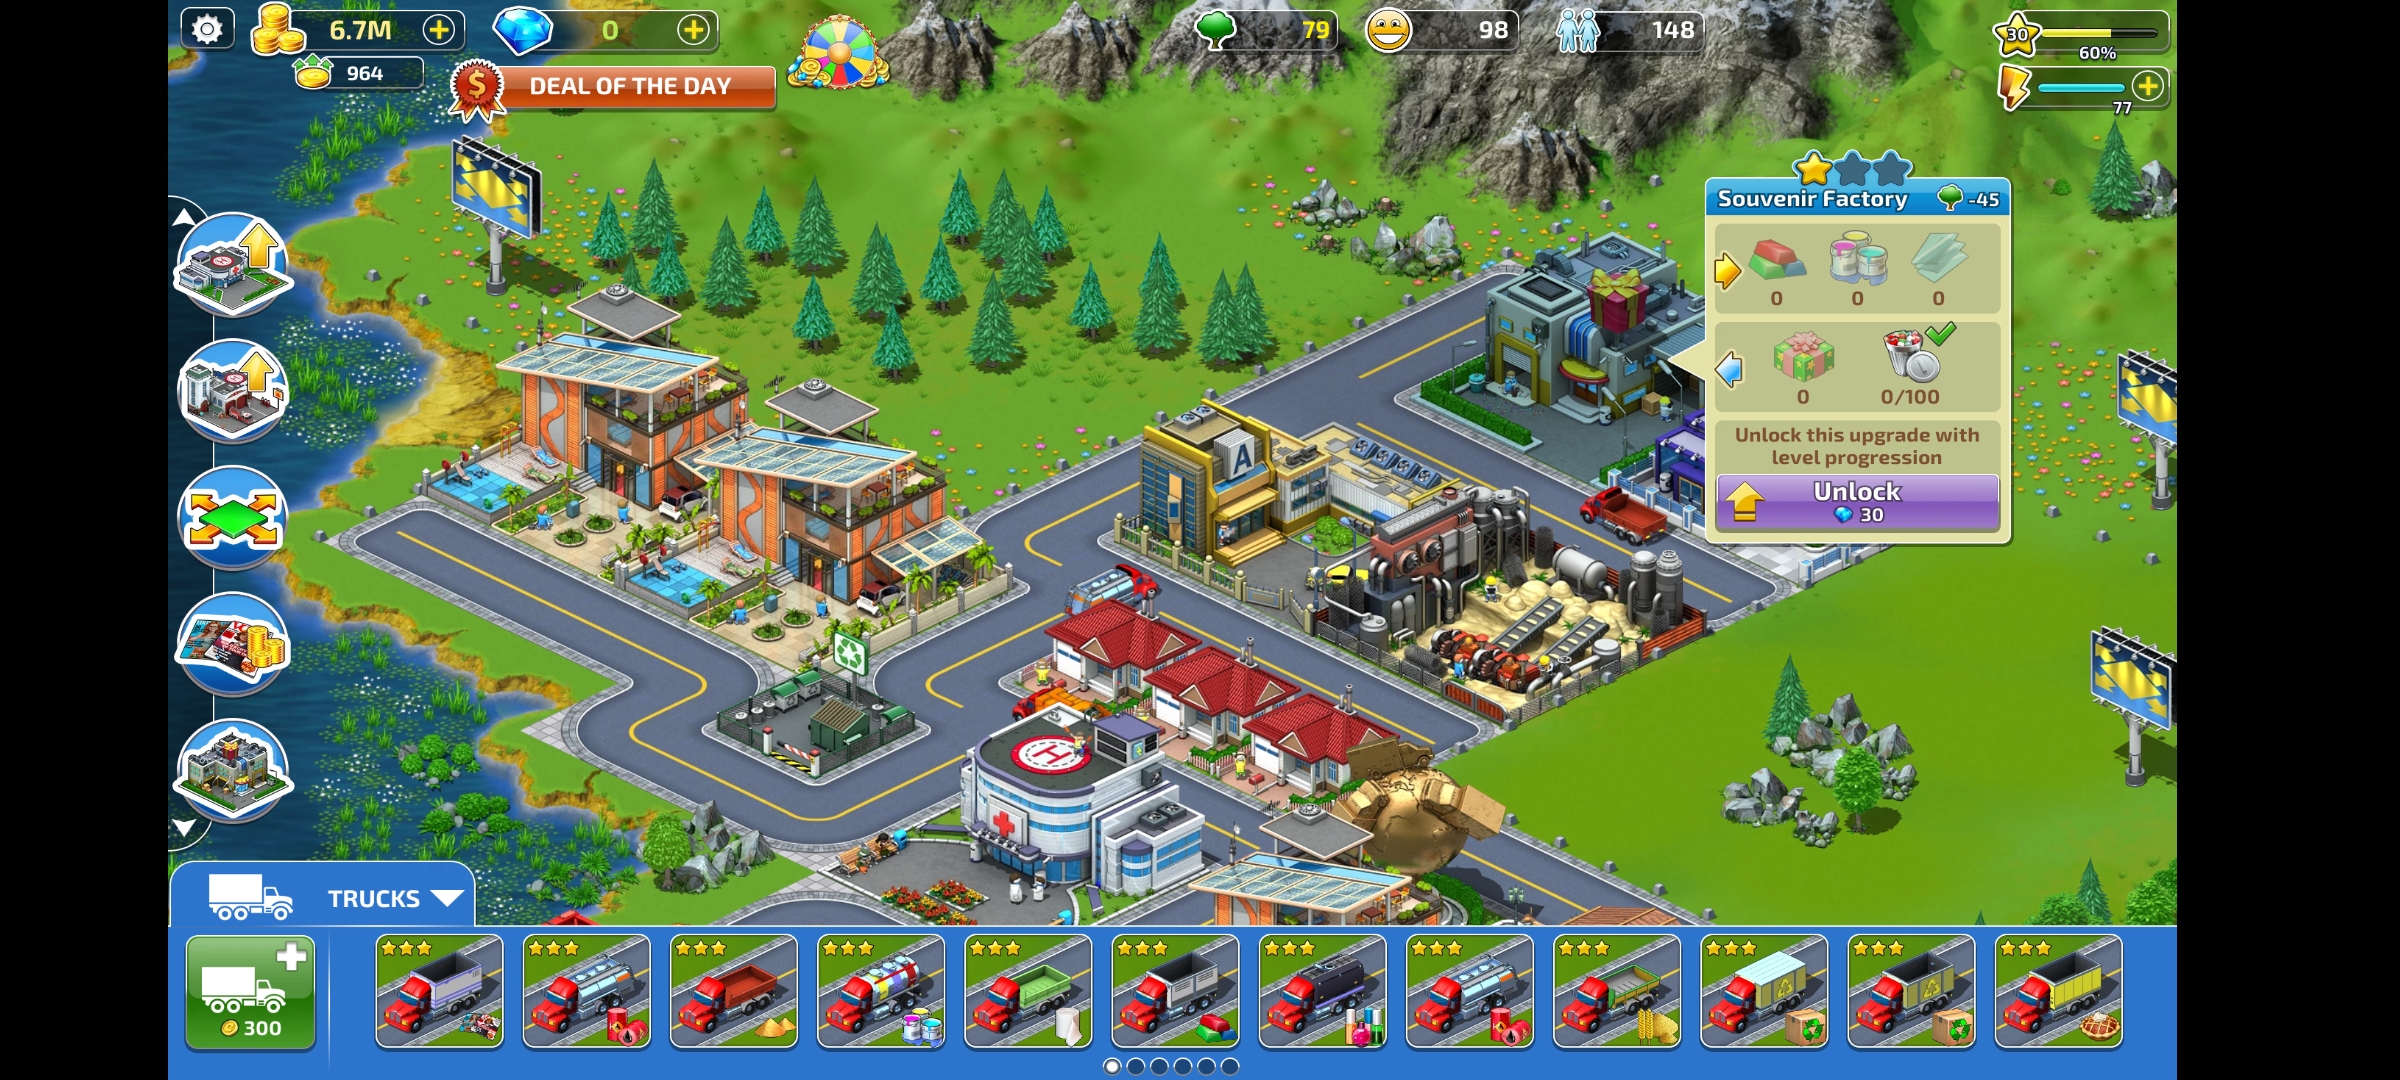 6.7M
0
79
98
148
30
60%
964
DEAL OF THE DAY
77
Souvenir Factory
-45
0
0
0
0
0/100
Unlock this upgrade with
level progression
Unlock
30
A
H
TRUCKS
300